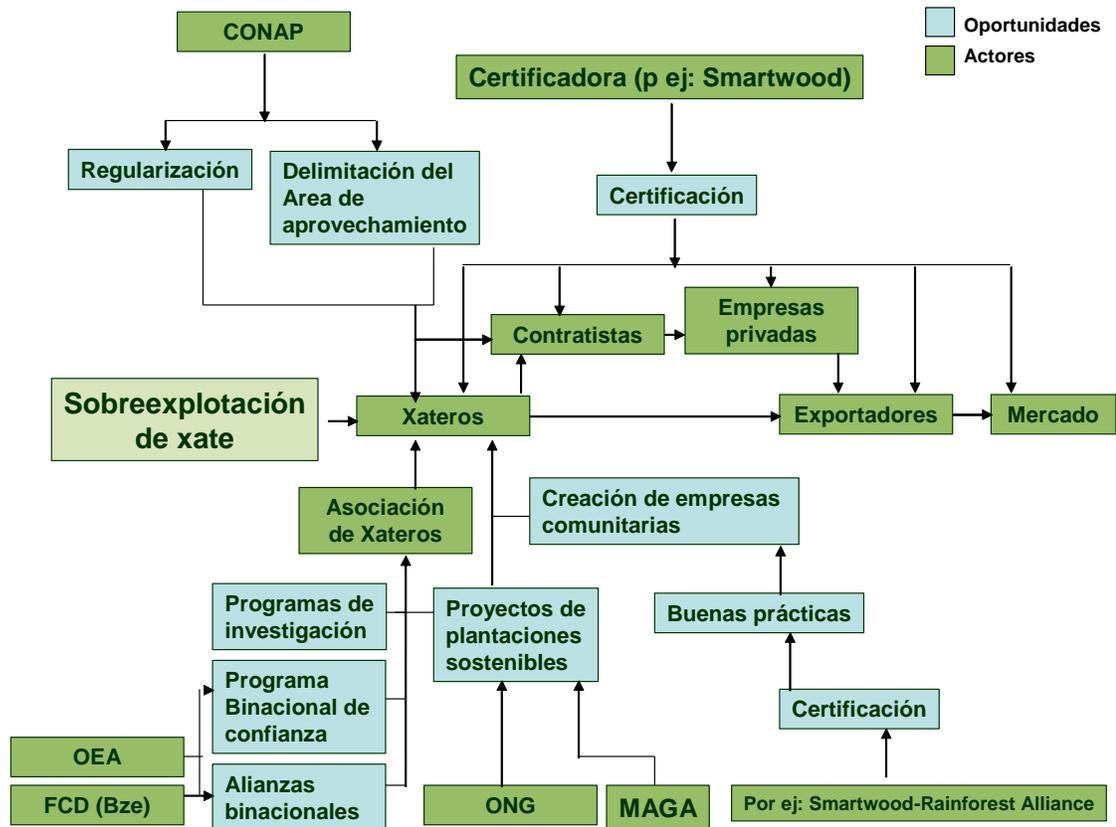 CONAP
Oportunidades
Actores
Certificadora (p ej: Smartwood)
Regularización
Delimitación del
Area de
aprovechamiento
Certificación
Empresas
privadas
Contratistas
Sobreexplotación
de xate
Xateros
Exportadores
Mercado
Asociación
de Xateros
Creación de empresas
comunitarias
Programas de
investigación
Proyectos de
plantaciones
sostenibles
Buenas prácticas
Programa
Binacional de
confianza
Certificación
OEA
FCD (Bze)
Alianzas
binacionales
ONG
MAGA
Por ej: Smartwood-Rainforest Alliance